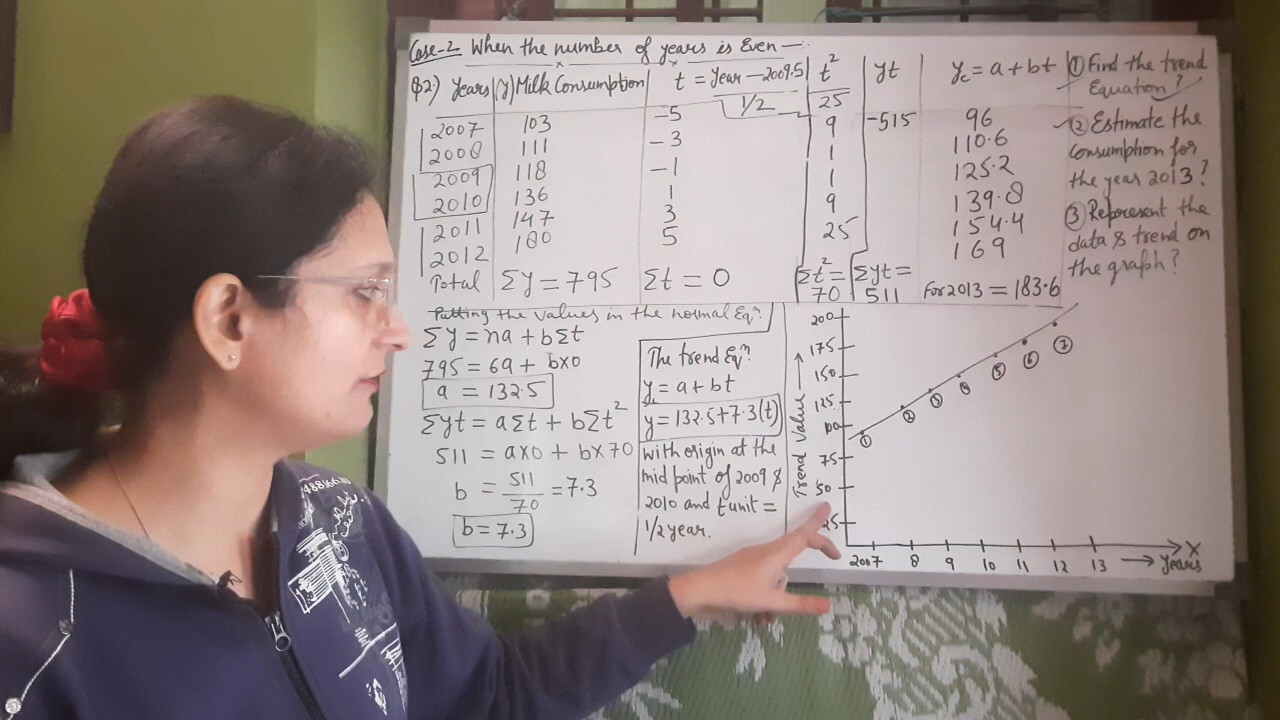 Case-2 When the number of years is Even —
Q2) Years (y) Milk Consumption t = Year - 2009.5 t² yt yc = a + bt
1/2
2007 103 -5 25 -515 96
2008 111 -3 9 110.6
2009 118 -1 1 125.2
2010 136 1 1 139.8
2011 147 3 9 154.4
2012 180 5 25 169
Total Σy = 795 Σt = 0 Σt² = 70 Σyt = 511 For 2013 = 183.6
① Find the trend
Equation?
② Estimate the
consumption for
the year 2013?
③ Represent the
data & trend on
the graph?
Putting the values in the normal Eqn.
Σy = na + bΣt
795 = 6a + b×0
a = 132.5
Σyt = aΣt + bΣt²
511 = a×0 + b×70
b = 511/70 = 7.3
b = 7.3
The trend Eqn.
yc = a + bt
y = 132.5+7.3(t)
with origin at the
mid point of 2009 &
2010 and t unit =
1/2 year.
200
175
150
125
100
75
50
25
Trend Value →
① ② ③ ④ ⑤ ⑥ ⑦
2007 8 9 10 11 12 13 → Years X